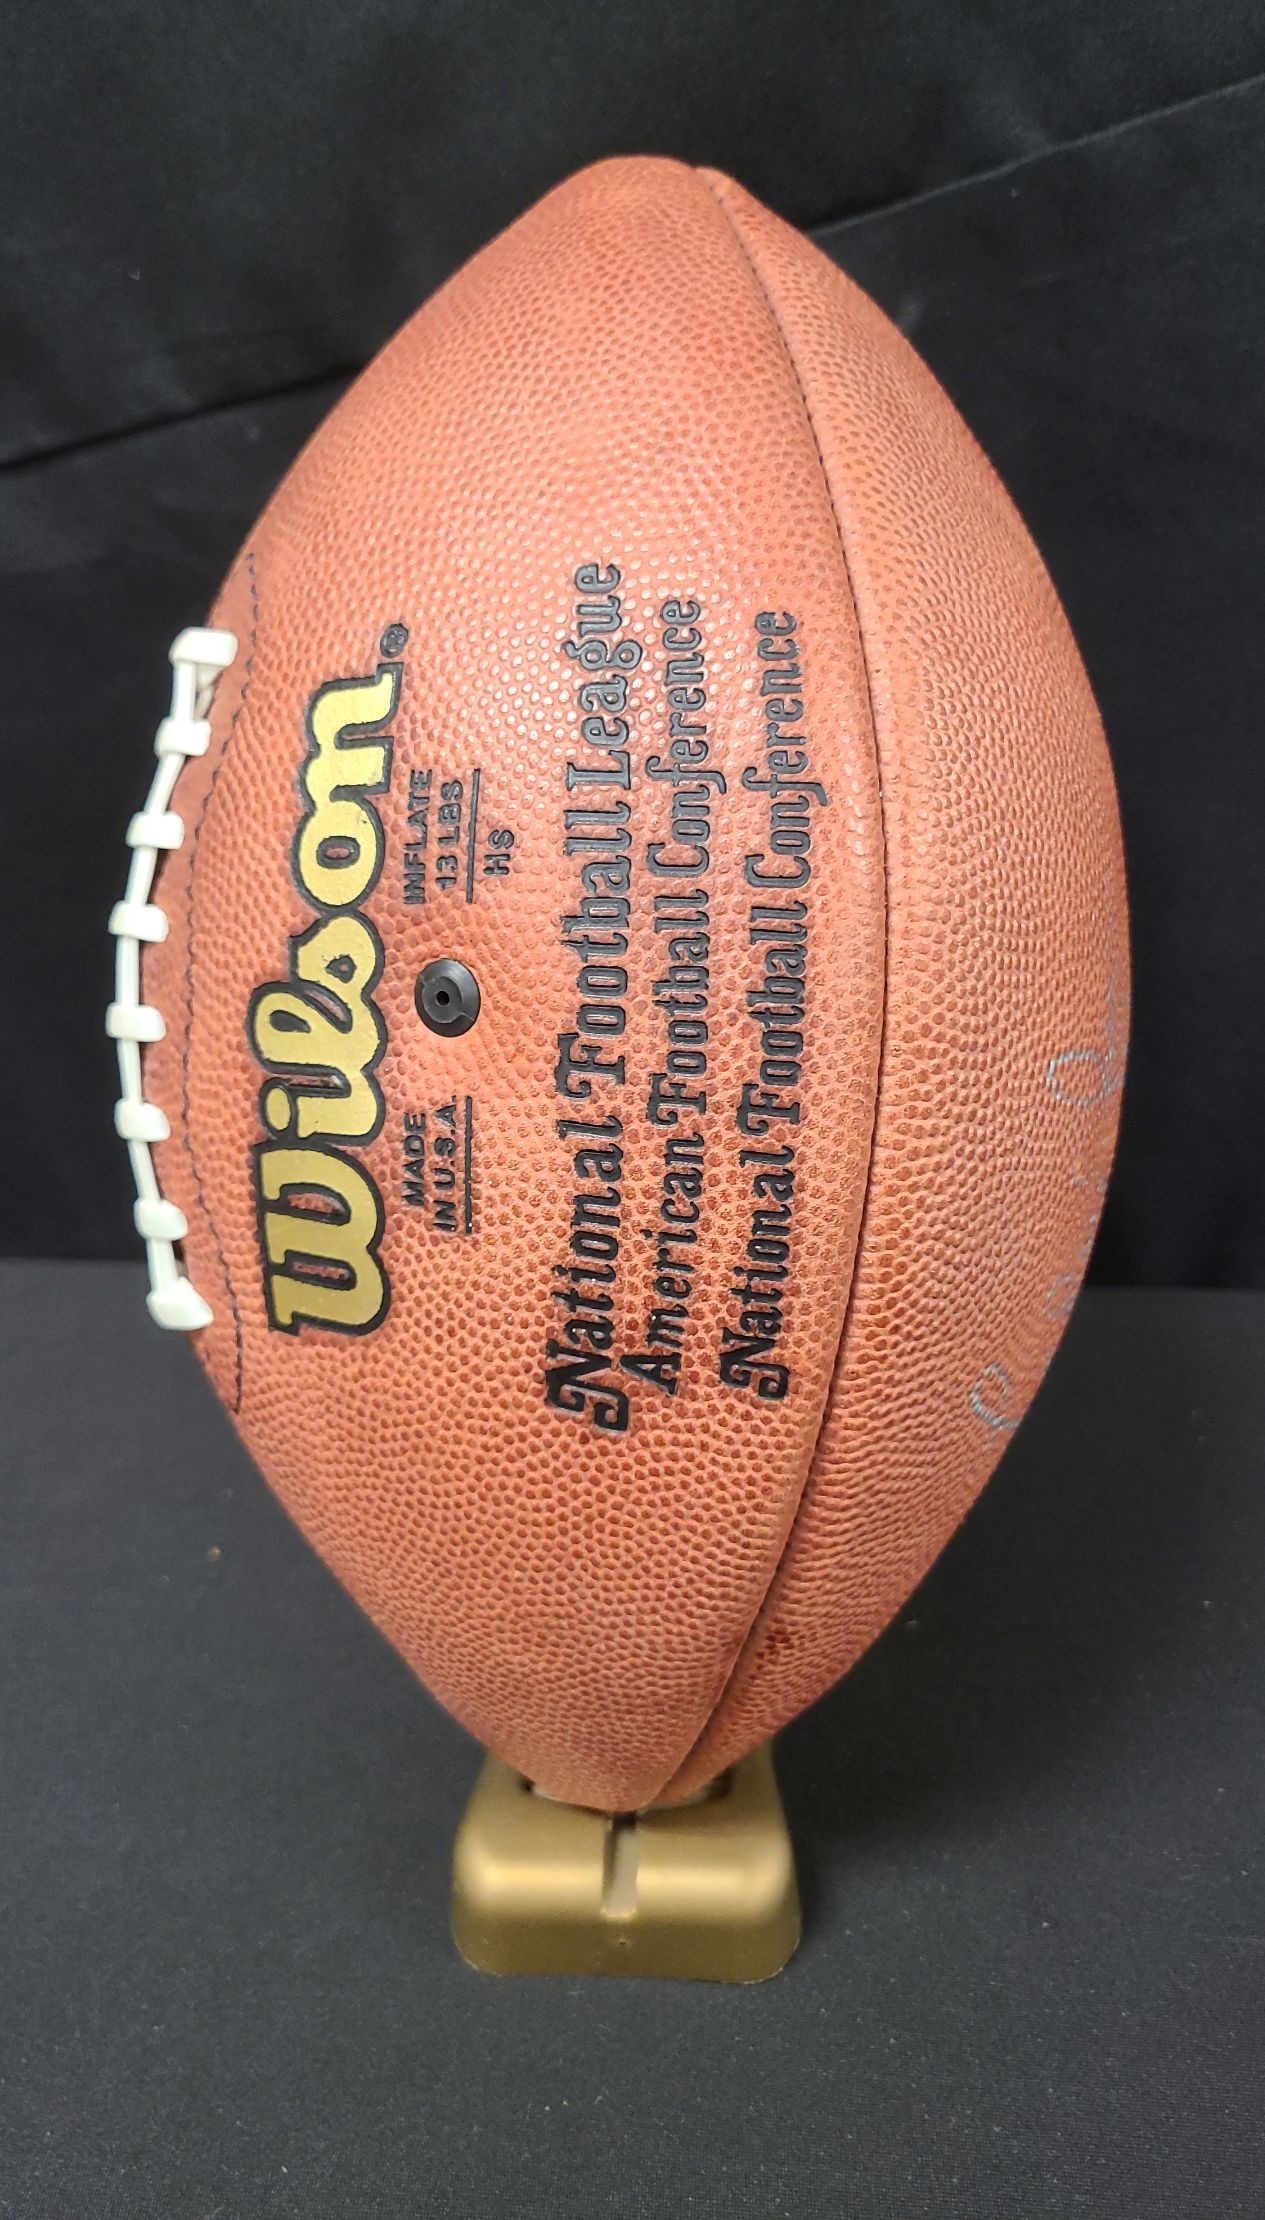 Wilson®
MADE
IN U.S.A.
INFLATE
13 LBS
HS
National Football League
American Football Conference
National Football Conference